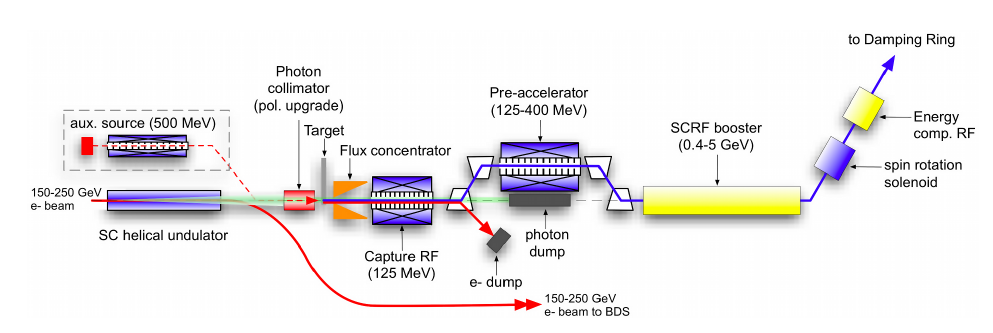 to Damping Ring
Photon
collimator
(pol. upgrade)
Pre-accelerator
(125-400 MeV)
aux. source (500 MeV)
Target
Flux concentrator
SCRF booster
(0.4-5 GeV)
Energy
comp. RF
spin rotation
solenoid
150-250 GeV
e- beam
SC helical undulator
Capture RF
(125 MeV)
photon
dump
e- dump
150-250 GeV
e- beam to BDS